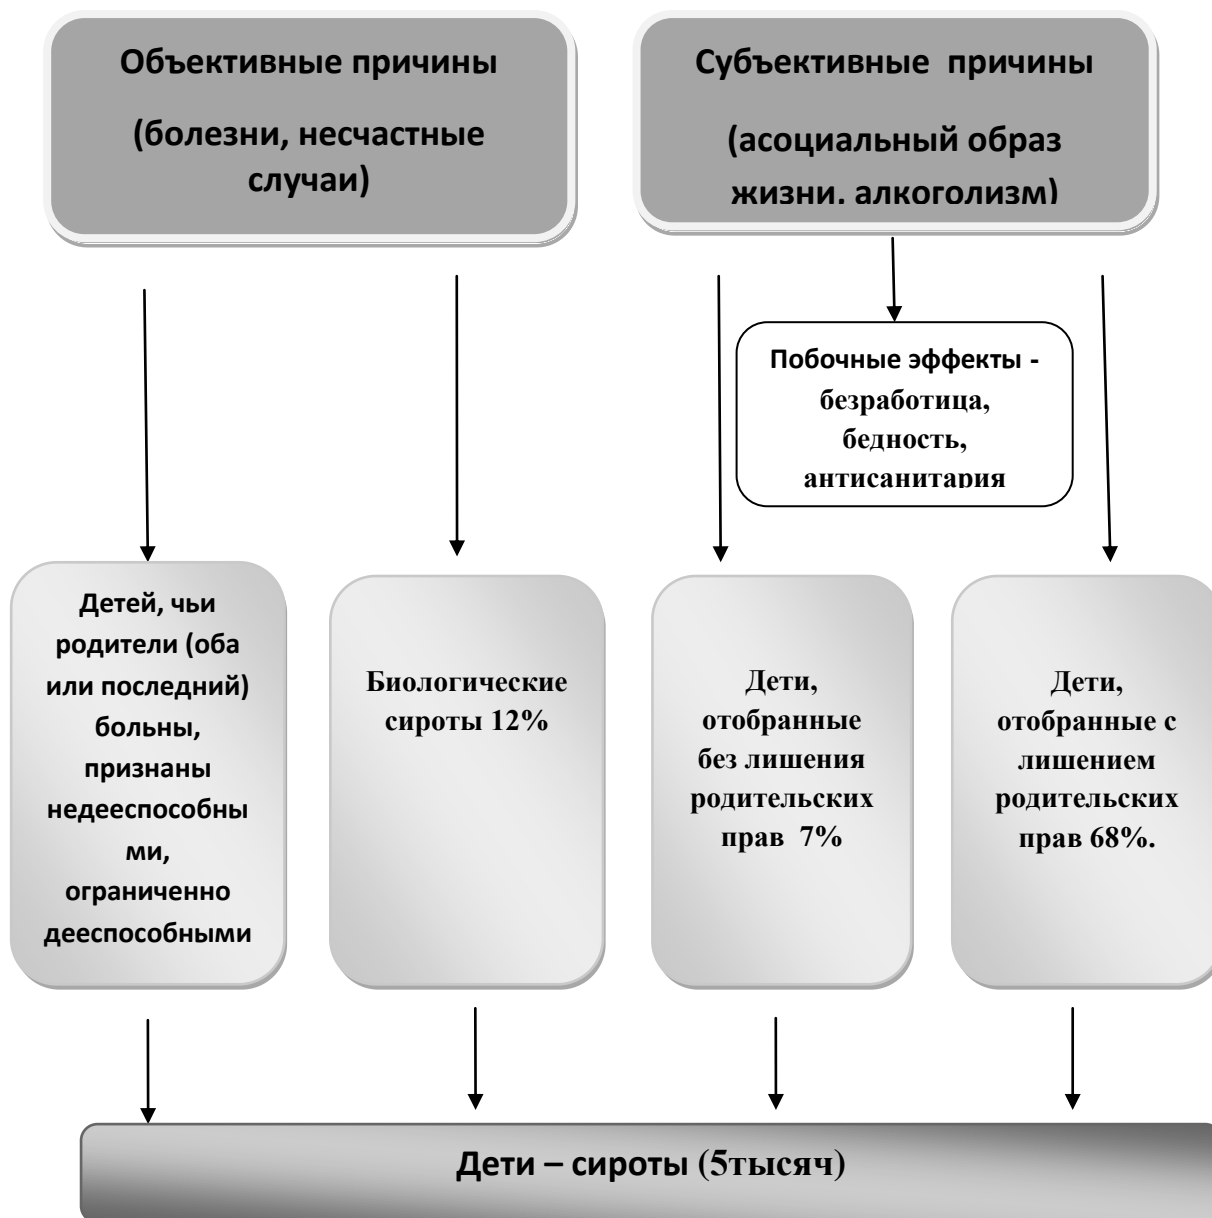 Объективные причины
(болезни, несчастные
случаи)
Субъективные причины
(асоциальный образ
жизни. алкоголизм)
Побочные эффекты -
безработица,
бедность,
антисанитария
Детей, чьи
родители (оба
или последний)
больны,
признаны
недееспособны
ми,
ограниченно
дееспособными
Биологические
сироты 12%
Дети,
отобранные
без лишения
родительских
прав 7%
Дети,
отобранные с
лишением
родительских
прав 68%.
Дети – сироты (5тысяч)